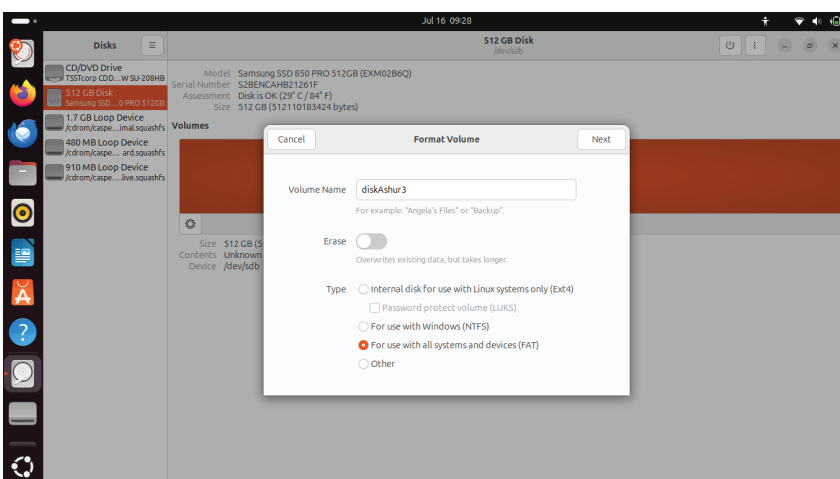 Jul 16 09:28
Disks
512 GB Disk
/dev/sdb
CD/DVD Drive
TSSTcorp CDD...W SU-208HB
512 GB Disk
Samsung SSD...0 PRO 512GB
1.7 GB Loop Device
/cdrom/caspe...imal.squashfs
480 MB Loop Device
/cdrom/caspe... ard.squashfs
910 MB Loop Device
/cdrom/caspe...live.squashfs
Model Samsung SSD 850 PRO 512GB (EXM02B6Q)
Serial Number S2BENCAHB21261F
Assessment Disk is OK (29° C / 84° F)
Size 512 GB (512110183424 bytes)
Volumes
Size 512 GB (5
Contents Unknown
Device /dev/sdb
Cancel Format Volume Next
Volume Name diskAshur3
For example: "Angela's Files" or "Backup".
Erase
Overwrites existing data, but takes longer.
Type Internal disk for use with Linux systems only (Ext4)
Password protect volume (LUKS)
For use with Windows (NTFS)
For use with all systems and devices (FAT)
Other